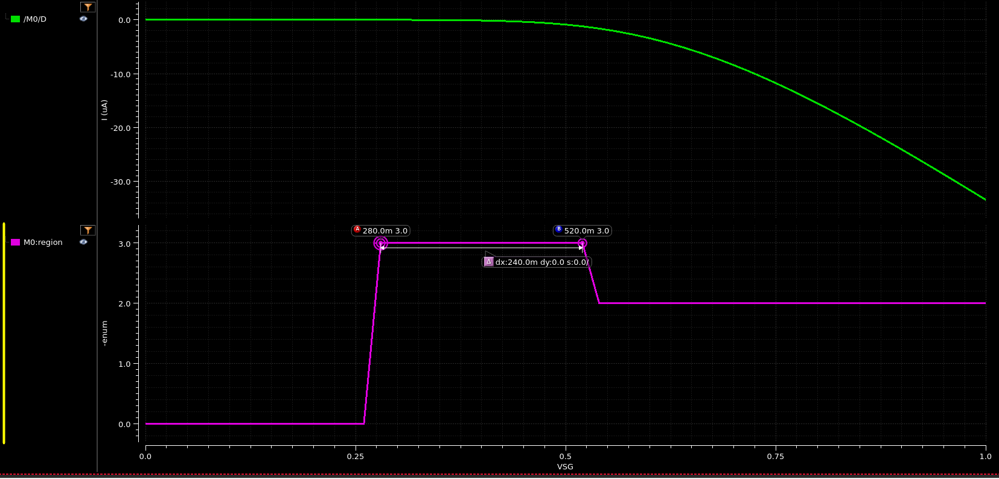 /M0/D
0.0
-10.0
-20.0
-30.0
I (uA)
M0:region
A 280.0m 3.0
B 520.0m 3.0
Δ dx:240.0m dy:0.0 s:0.0/
3.0
2.0
1.0
0.0
-enum
0.0 0.25 0.5 0.75 1.0
VSG